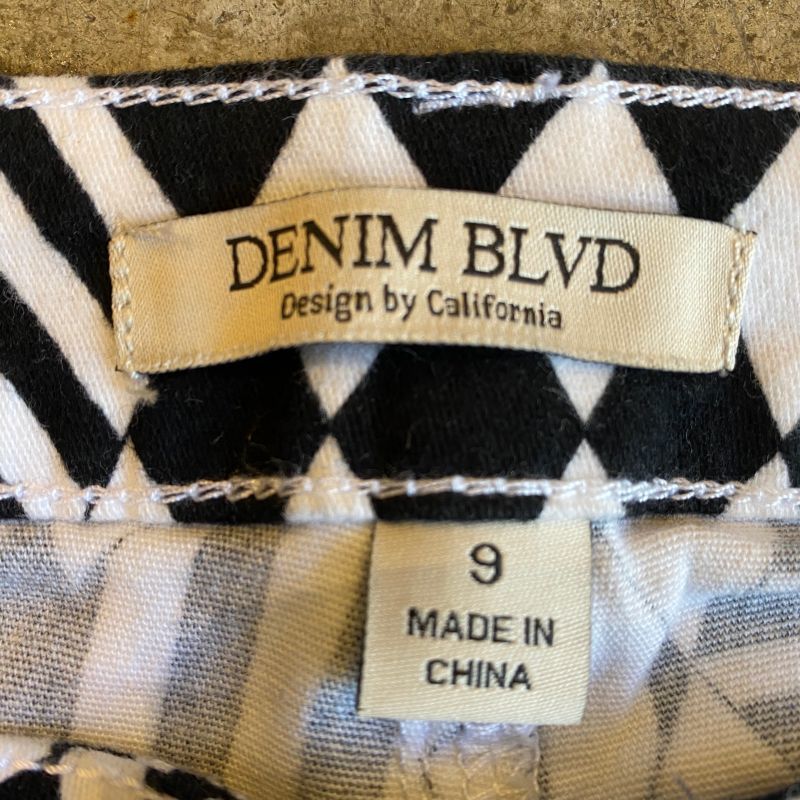 DENIM BLVD
Design by California
9
MADE IN
CHINA